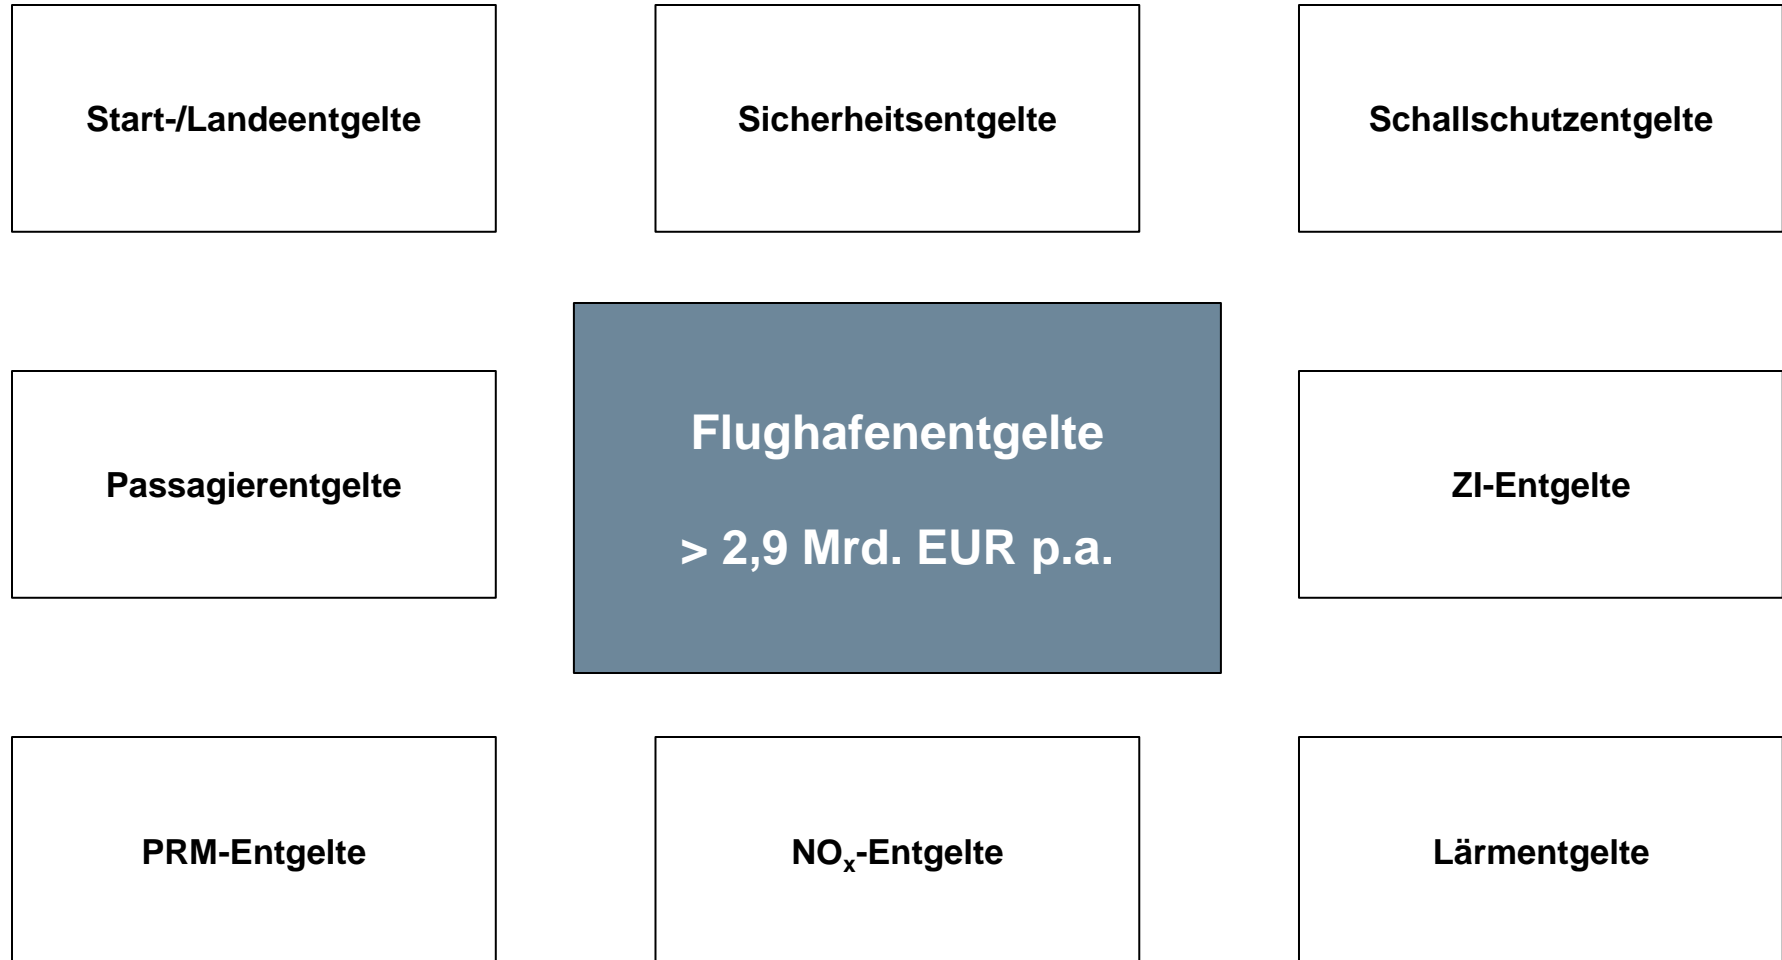 Start-/Landeentgelte
Sicherheitsentgelte
Schallschutzentgelte
Passagierentgelte
Flughafenentgelte
> 2,9 Mrd. EUR p.a.
ZI-Entgelte
PRM-Entgelte
NOx-Entgelte
Lärmentgelte